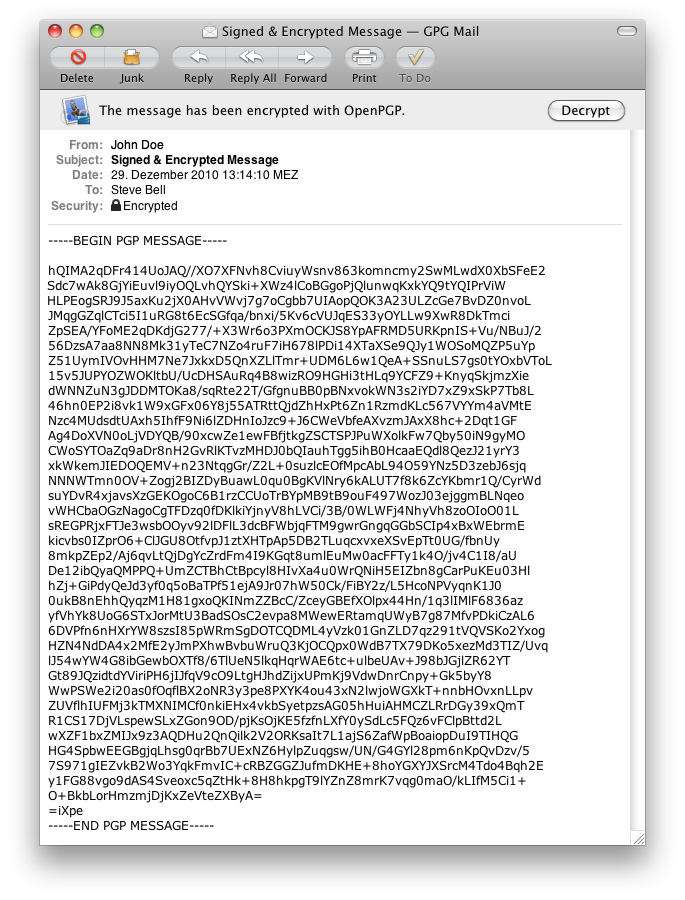 Signed & Encrypted Message — GPG Mail
Delete Junk Reply Reply All Forward Print To Do
The message has been encrypted with OpenPGP. Decrypt
From: John Doe
Subject: Signed & Encrypted Message
Date: 29. Dezember 2010 13:14:10 MEZ
To: Steve Bell
Security: Encrypted
-----BEGIN PGP MESSAGE-----
hQIMA2qDFr414UoJAQ//XO7XFNvh8CviuyWsnv863komncmy2SwMLwdX0XbSFeE2
Sdc7wAk8GjYiEuvl9iyOQLvhQYSki+XWz4lCoBGgoPjQlunwqKxkYQ9tYQIPrViW
HLPEogSRJ9J5axKu2jX0AHvVWvj7g7oCgbb7UIAopQOK3A23ULZcGe7BvDZ0nvoL
JMqgGZqlCTci5I1uRG8t6EcSGfqa/bnxi/5Kv6cVUJqES33yOYLLw9XwR8DkTmci
ZpSEA/YFoME2qDKdjG277/+X3Wr6o3PXmOCKJS8YpAFRMD5URKpnIS+Vu/NBuJ/2
56DzsA7aa8NN8Mk31yTeC7NZo4ruF7iH678lPDi14XTaXSe9QJy1WOSoMQZP5uYp
Z51UymIVOvHHM7Ne7JxkxD5QnXZLlTmr+UDM6L6w1QeA+SSnuLS7gs0tYOxbVToL
15v5JUPYOZWOKltbU/UcDHSAuRq4B8wizRO9HGHi3tHLq9YCFZ9+KnyqSkjmzXie
dWNNZuN3gJDDMTOKa8/sqRte22T/GfgnuBB0pBNxvokWN3s2iYD7xZ9xSkP7Tb8L
46hn0EP2i8vk1W9xGFx06Y8j55ATRttQjdZhHxPt6Zn1RzmdKLc567VYYm4aVMtE
Nzc4MUdsdtUAxh5IhfF9Ni6lZDHnIoJzc9+J6CWeVbfeAXvzmJAxX8hc+2Dqt1GF
Ag4DoXVN0oLjVDYQB/90xcwZe1ewFBfjtkgZSCTSPJPuWXolkFw7Qby50iN9gyMO
CWoSYTOaZq9aDr8nH2GvRlKTvzMHDJ0bQIauhTgg5ihB0HcaaEQdl8QezJ21yrY3
xkWkemJIEDOQEMV+n23NtqgGr/Z2L+0suzlcEOfMpcAbL94O59YNz5D3zebJ6sjq
NNNWTmn0OV+Zogj2BIZDyBuawL0qu0BgKVlNry6kALUT7f8k6ZcYKbmr1Q/CyrWd
suYDvR4xjavsXzGEKOgoC6B1rzCCUoTrBYpMB9tB9ouF497WozJ03ejggmBLNqeo
vWHCbaOGzNagoCgTFDzq0fDKlkiYjnyV8hLVCi/3B/0WLWFj4NhyVh8zoOIoO01L
sREGPRjxFTJe3wsbOOyv92lDFlL3dcBFWbjqFTM9gwrGngqGGbSCIp4xBxWEbrmE
kicvbs0IZprO6+ClJGU8OtfvpJ1ztXHTpAp5DB2TLuqcxvxeXSvEpTt0UG/fbnUy
8mkpZEp2/Aj6qvLtQjDgYcZrdFm4I9KGqt8umlEuMw0acFFTy1k4O/jv4C1I8/aU
De12ibQyaQMPPQ+UmZCTBhCtBpcyl8HIvXa4u0WrQNiH5EIZbn8gCarPuKEu03Hl
hZj+GiPdyQeJd3yf0q5oBaTPf51ejA9Jr07hW50Ck/FiBY2z/L5HcoNPVyqnK1J0
0ukB8nEhhQyqzM1H81gxoQKINmZZBcC/ZceyGBEfXOlpx44Hn/1q3lIMlF6836az
yfVhYk8UoG6STxJorMtU3BadSOsC2evpa8MWewERtamqUWyB7g87MfvPDkiCzAL6
6DVPfn6nHXrYW8szsI85pWRmSgDOTCQDML4yVzk01GnZLD7qz291tVQVSKo2Yxog
HZN4NdDA4x2MfE2yJmPXhwBvbuWruQ3KjOCQpx0WdB7TX79DKo5xezMd3TIZ/Uvq
lJ54wYW4G8ibGewbOXTf8/6TlUeN5lkqHqrWAE6tc+ulbeUAv+J98bJGjlZR62YT
Gt89JQzidtdYViriPH6jIJfqV9cO9LtgHJhdZijxUPmKj9VdwDnrCnpy+Gk5byY8
WwPSWe2i20as0fOqflBX2oNR3y3pe8PXYK4ou43xN2lwjoWGXkT+nnbHOvxnLLpv
ZUVflhIUFMj3kTMXNIMCf0nkiEHx4vkbSyetpzsAG05hHuiAHMCZLRrDGy39xQmT
R1CS17DjVLspewSLxZGon9OD/pjKsOjKE5fzfnLXfY0ySdLc5FQz6vFClpBttd2L
wXZF1bxZMIJx9z3AQDHu2QnQilk2V2ORKsaIt7L1ajS6ZafWpBoaiopDuI9TIHQG
HG4SpbwEEGBgjqLhsg0qrBb7UExNZ6HylpZuqgsw/UN/G4GYl28pm6nKpQvDzv/5
7S971gIEZvkB2Wo3YqkFmvIC+cRBZGGZJufmDKHE+8hoYGXYJXSrcM4Tdo4Bqh2E
y1FG88vgo9dAS4Sveoxc5qZtHk+8H8hkpgT9lYZnZ8mrK7vqg0maO/kLIfM5Ci1+
O+BkbLorHmzmjDjKxZeVteZXByA=
=iXpe
-----END PGP MESSAGE-----